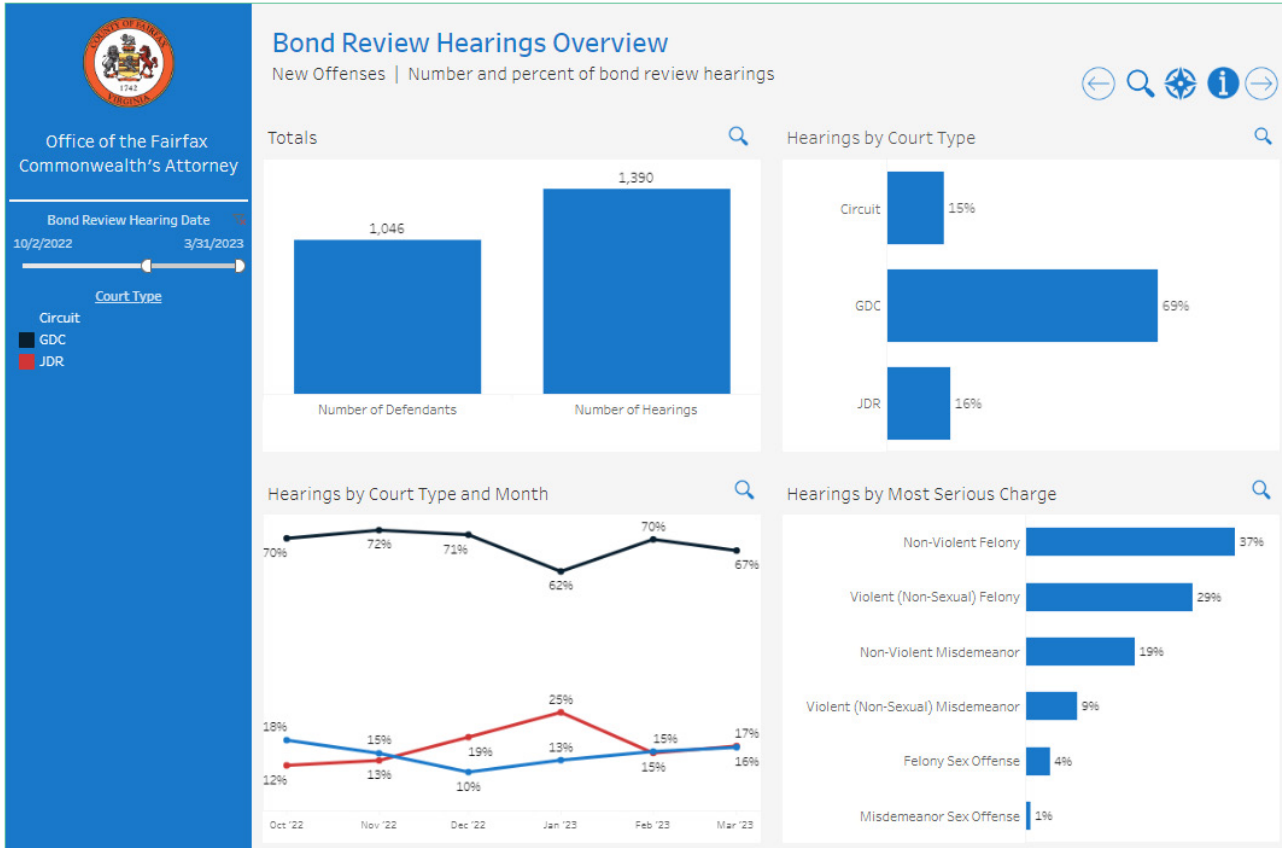 COUNTY OF FAIRFAX
1742
VIRGINIA
Office of the Fairfax
Commonwealth's Attorney
Bond Review Hearing Date
10/2/2022 3/31/2023
Court Type
Circuit
GDC
JDR
Bond Review Hearings Overview
New Offenses | Number and percent of bond review hearings
Totals
1,046
1,390
Number of Defendants
Number of Hearings
Hearings by Court Type
Circuit 15%
GDC 69%
JDR 16%
Hearings by Court Type and Month
70% 72% 71% 62% 70% 67%
18% 15% 10% 13% 15% 16%
12% 13% 19% 25% 15% 17%
Oct '22 Nov '22 Dec '22 Jan '23 Feb '23 Mar '23
Hearings by Most Serious Charge
Non-Violent Felony 37%
Violent (Non-Sexual) Felony 29%
Non-Violent Misdemeanor 19%
Violent (Non-Sexual) Misdemeanor 9%
Felony Sex Offense 4%
Misdemeanor Sex Offense 1%